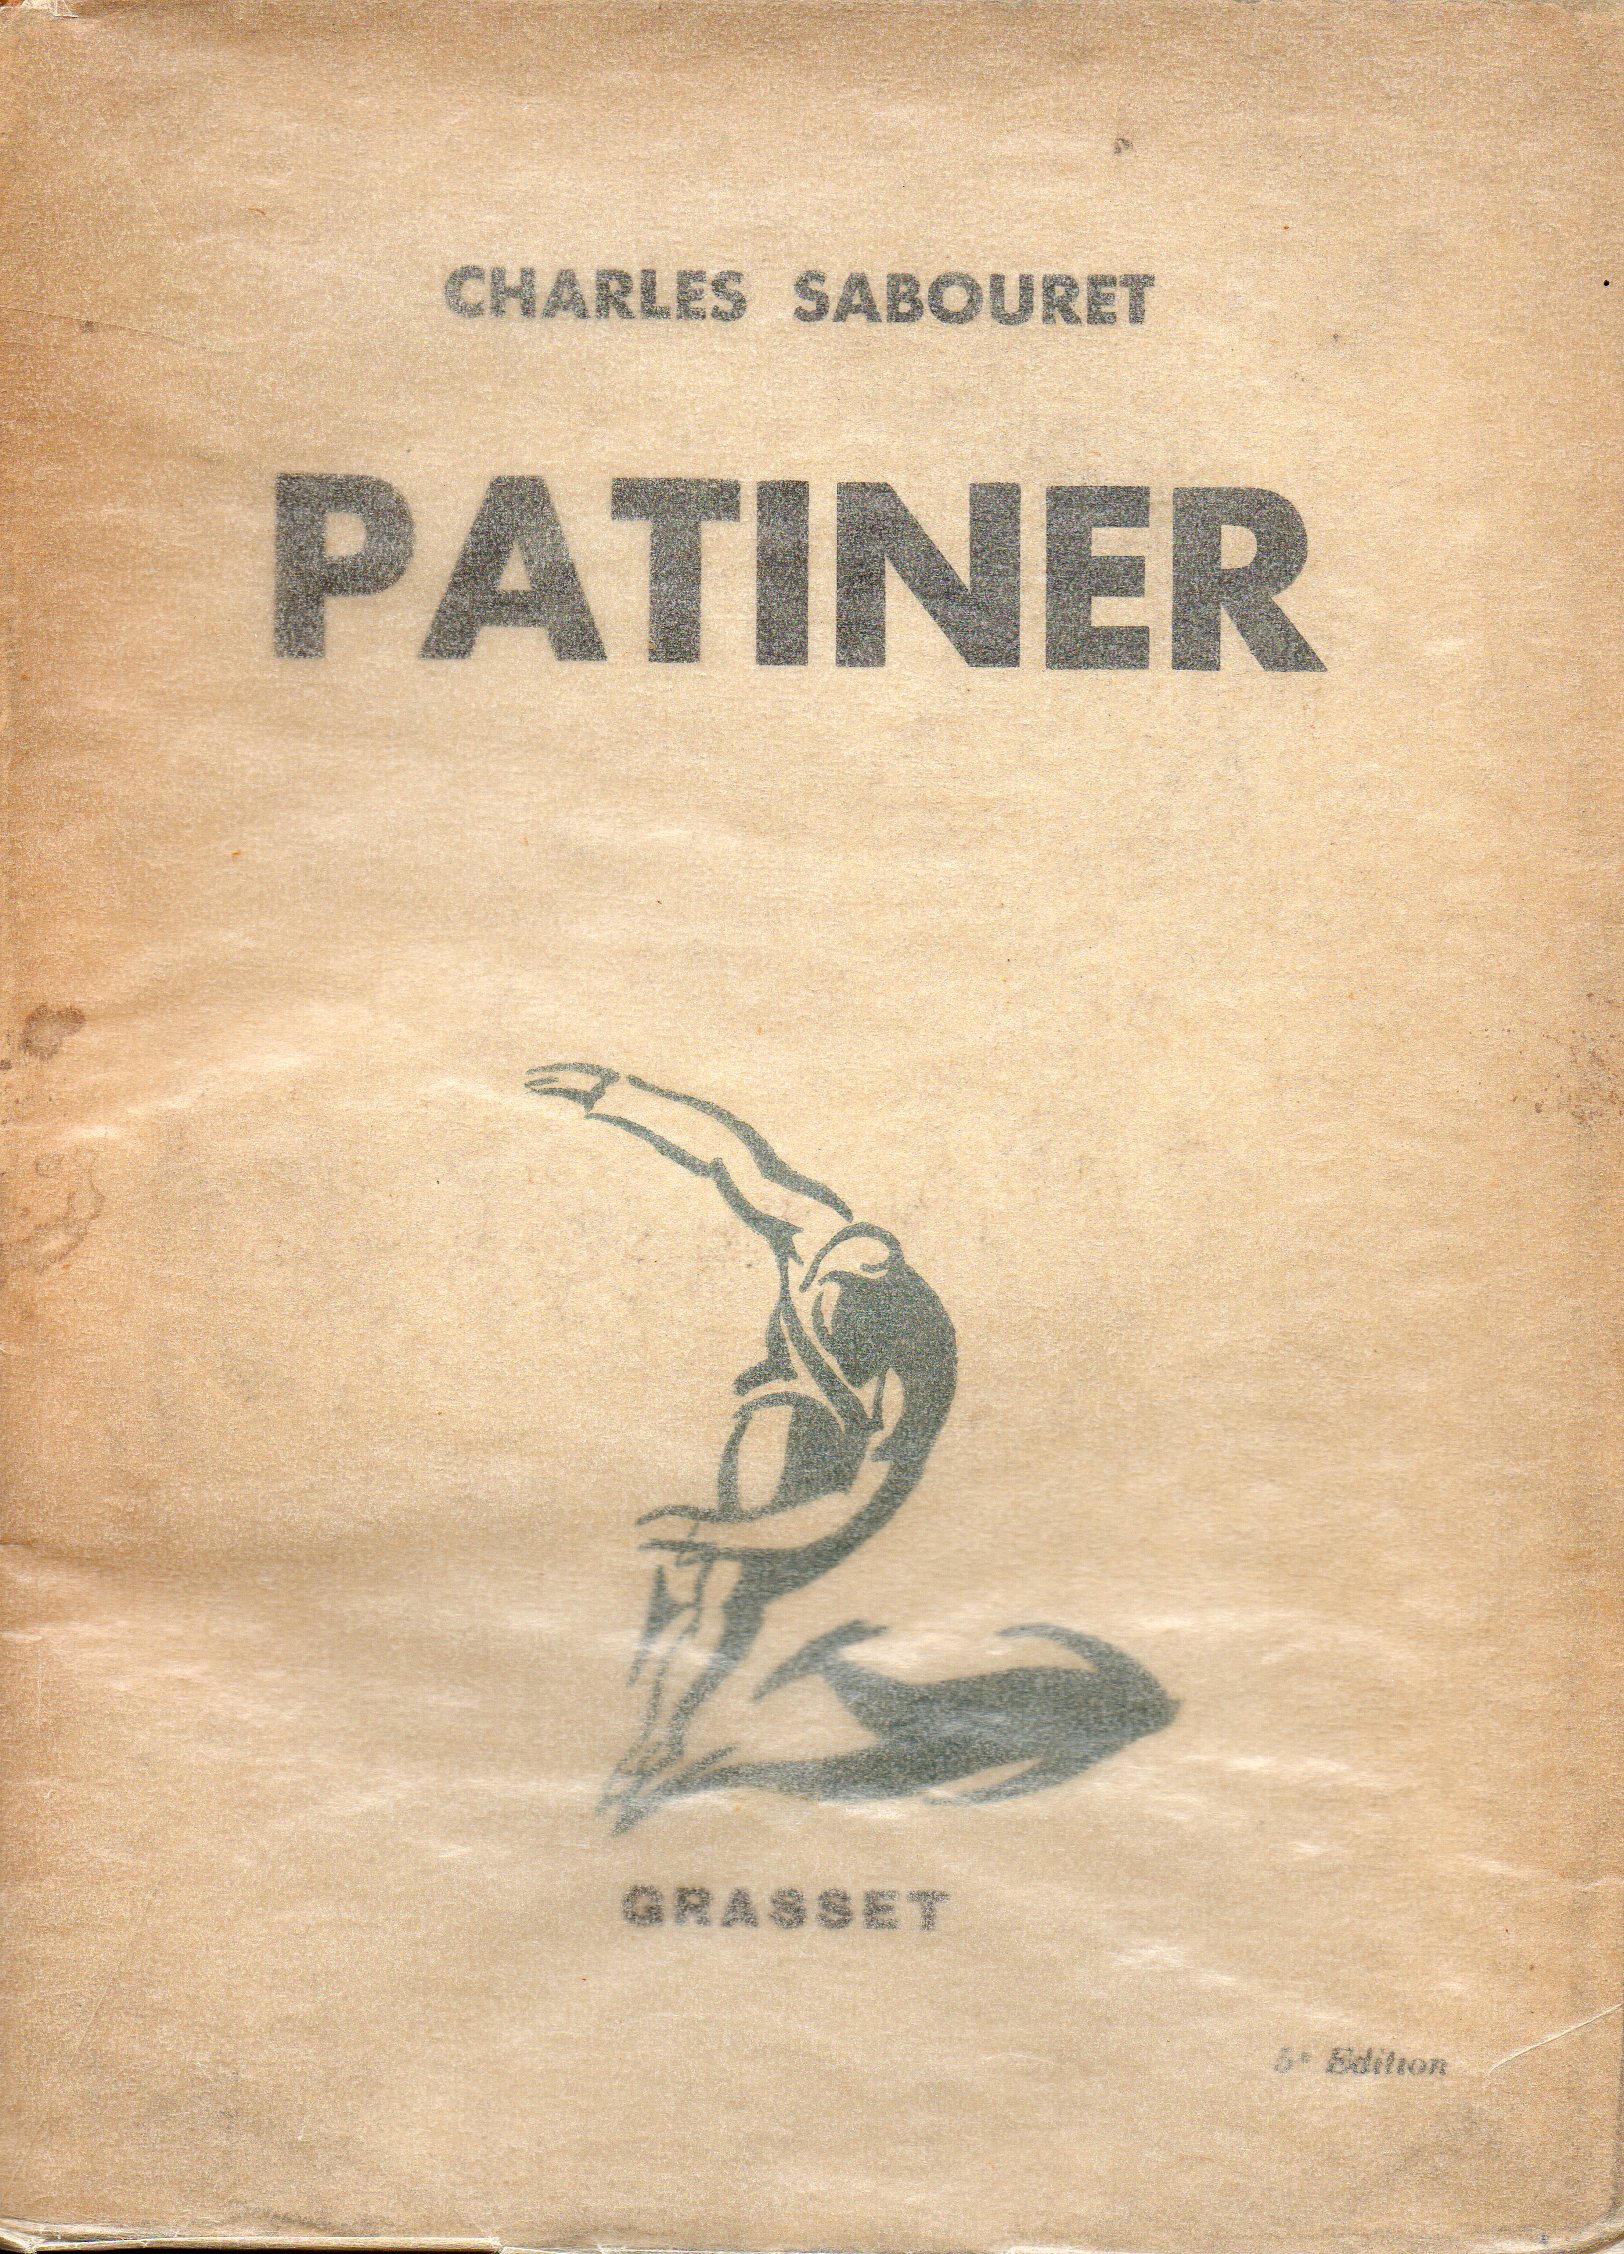 CHARLES SABOURET
PATINER
GRASSET
5e Edition